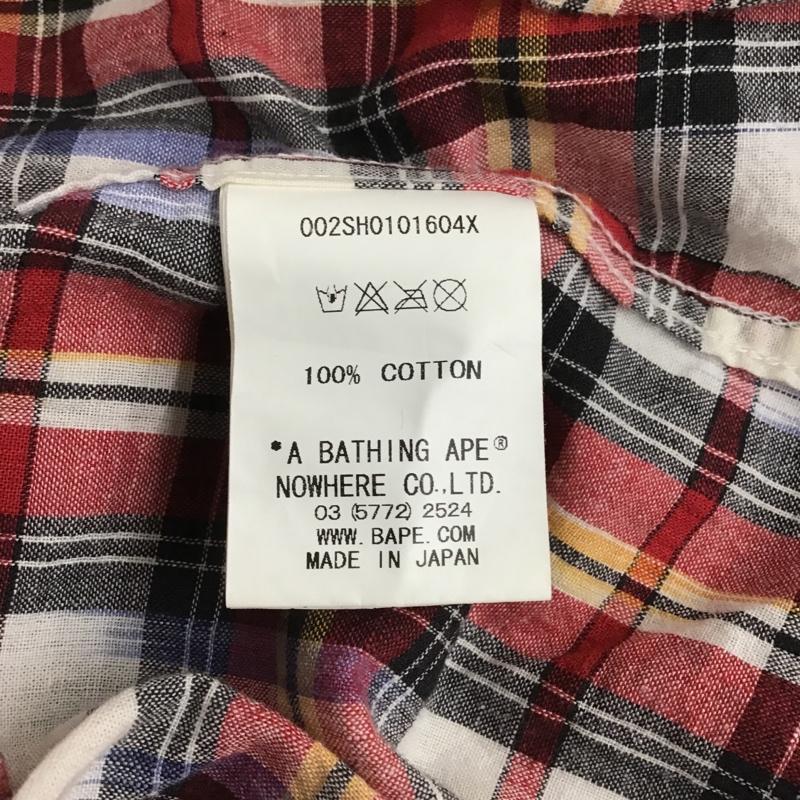 002SH0101604X
100% COTTON
*A BATHING APE®
NOWHERE CO.,LTD.
03 (5772) 2524
WWW. BAPE. COM
MADE IN JAPAN